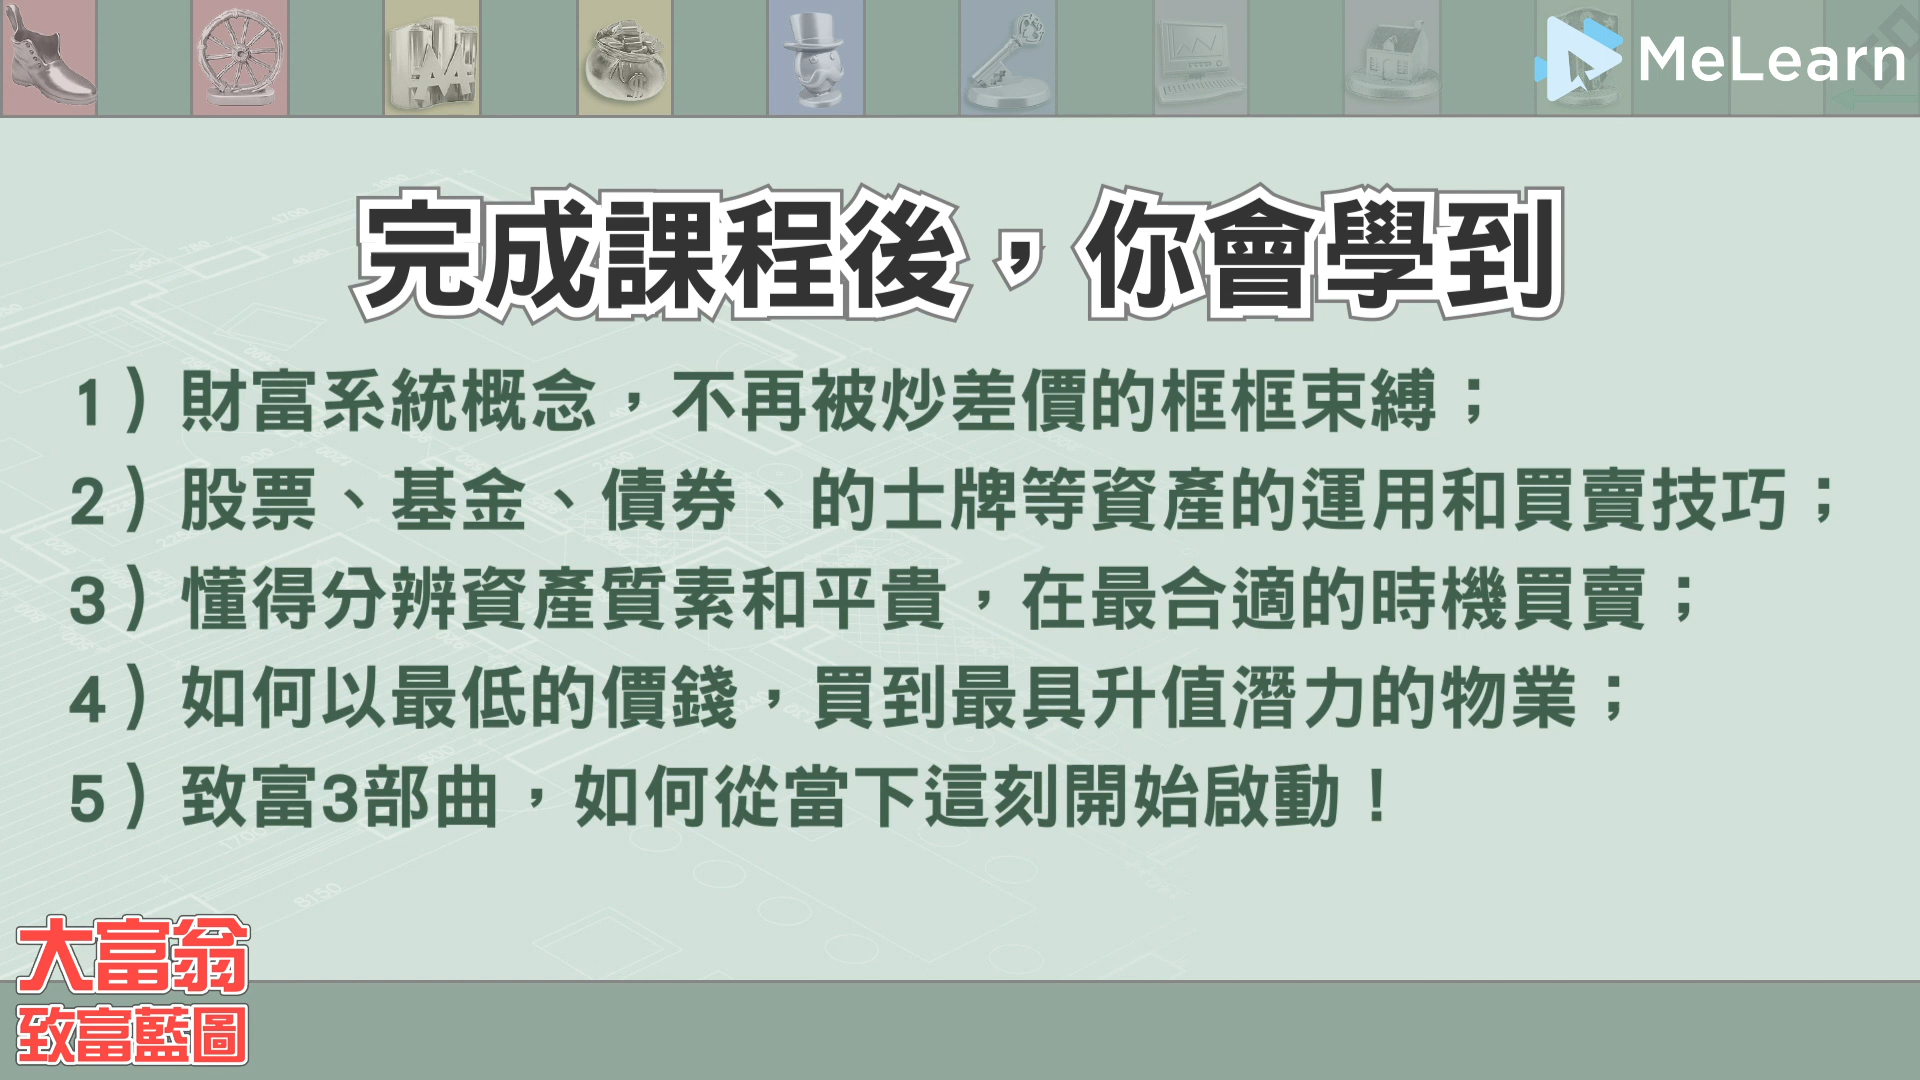 MeLearn
完成課程後，你會學到
1）財富系統概念，不再被炒差價的框框束縛；
2）股票、基金、債券、的士牌等資產的運用和買賣技巧；
3）懂得分辨資產質素和平貴，在最合適的時機買賣；
4）如何以最低的價錢，買到最具升值潛力的物業；
5）致富3部曲，如何從當下這刻開始啟動！
大富翁
致富藍圖